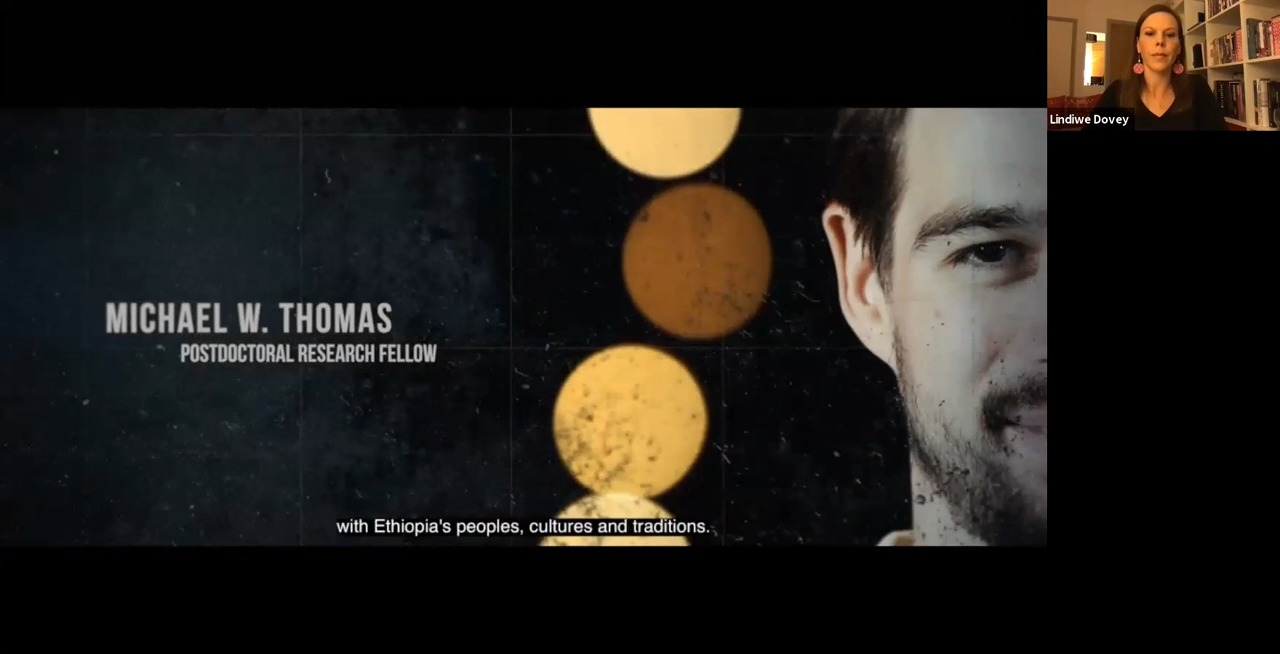 Lindiwe Dovey
MICHAEL W. THOMAS
POSTDOCTORAL RESEARCH FELLOW
with Ethiopia's peoples, cultures and traditions.